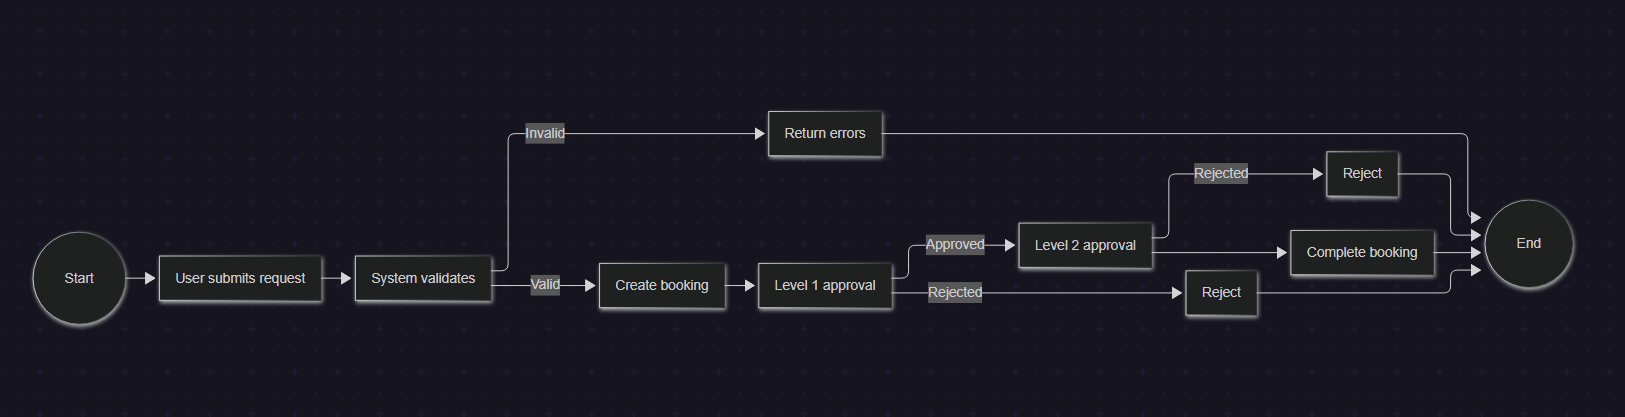 Invalid
Return errors
Rejected
Reject
Start
User submits request
System validates
Valid
Create booking
Level 1 approval
Approved
Level 2 approval
Complete booking
Rejected
Reject
End